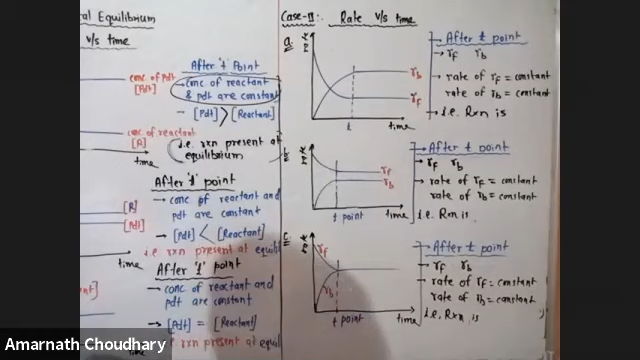 al Equilibrium
v/s time
After 't' Point
→ conc of reactant
& pdt are constant
→ [Pdt] > [Reactant]
i.e. rxn present at
equilibrium
conc of pdt
[Pdt]
conc of reactant
[R]
time
After 't' point
→ conc of reactant and
pdt are constant
→ [Pdt] < [Reactant]
i.e rxn present at equili
[R]
[Pdt]
time
After 't' point
→ conc of reactant and
pdt are constant
→ [Pdt] = [Reactant]
i.e rxn present at equil
Case-II:- Rate v/s time
a.
rate
rb
rf
t
time
→ After t point
→ rf rb
→ rate of rf = constant
rate of rb = constant
→ i.e. Rxn is
rate
rf
rb
t point
time
→ After t point
→ rf rb
→ rate of rf = constant
rate of rb = constant
→ i.e. Rxn is
c.
rate
rf
rb
t point
time
→ After t point
→ rf rb
→ rate of rf = constant
rate of rb = constant
→ i.e. Rxn is
Amarnath Choudhary